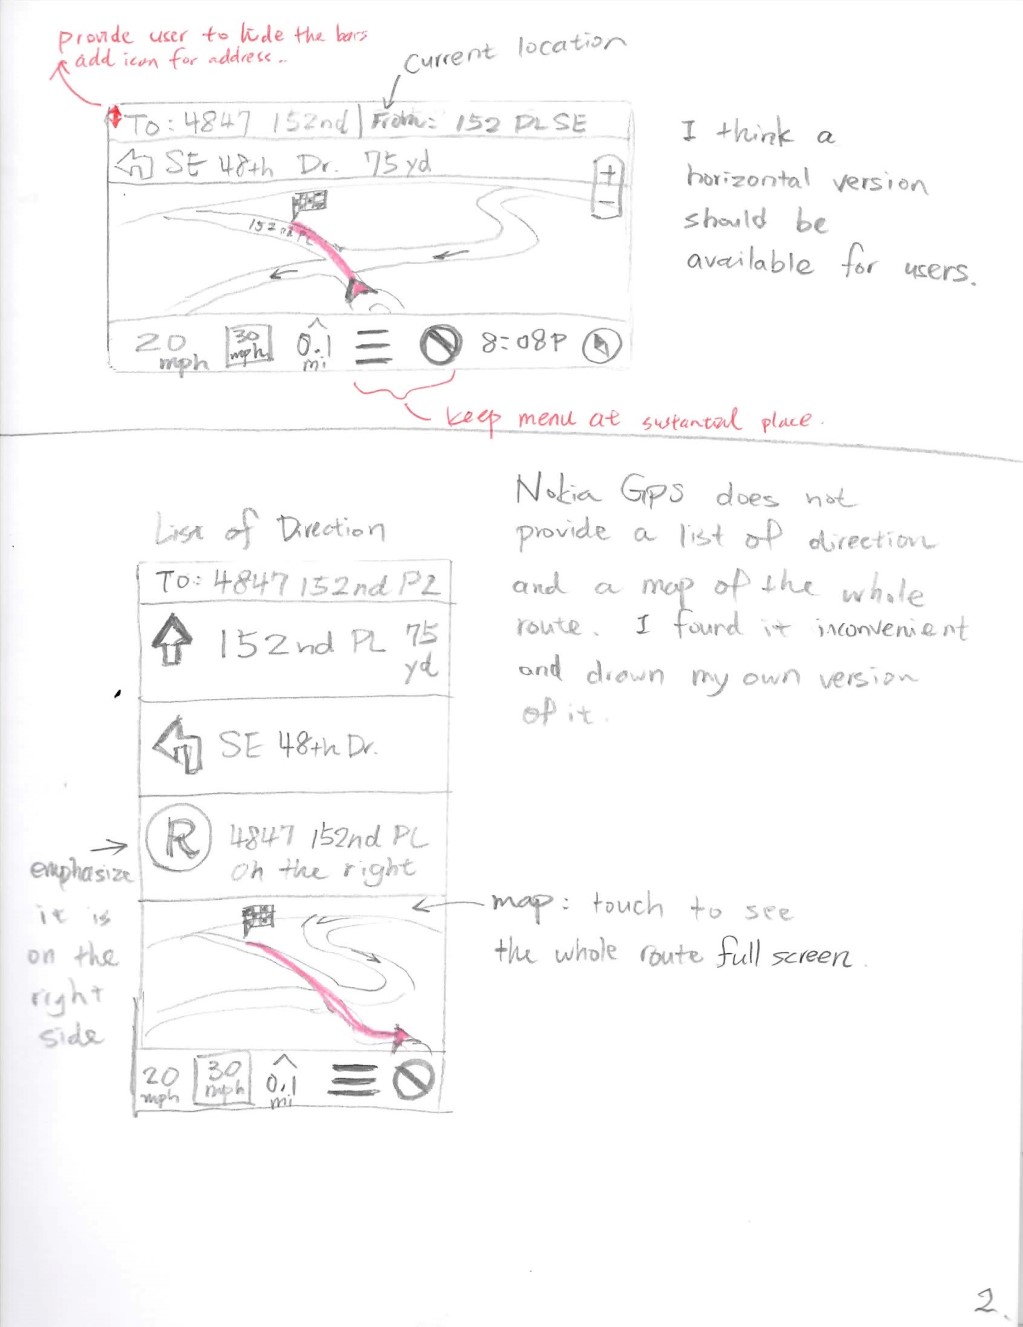 provide user to hide the bars
add icon for address..
Current location
To: 4847 152nd
From: 152 PL SE
SE 48th Dr. 75yd
+
-
152nd PL
20
mph
30
mph
0.1
mi
8:08P
I think a
horizontal version
should be
available for users.
keep menu at place.
Nokia Gps does not
provide a list of direction
and a map of the whole
route. I found it inconvenient
and drawn my own version
of it.
List of Direction
To: 4847 152nd PL
152nd PL 75
yd
SE 48th Dr.
R
4847 152nd PL
on the right
emphasize
it is
on the
right
side
map: touch to see
the whole route full screen.
20
mph
30
mph
0.1
mi
2.